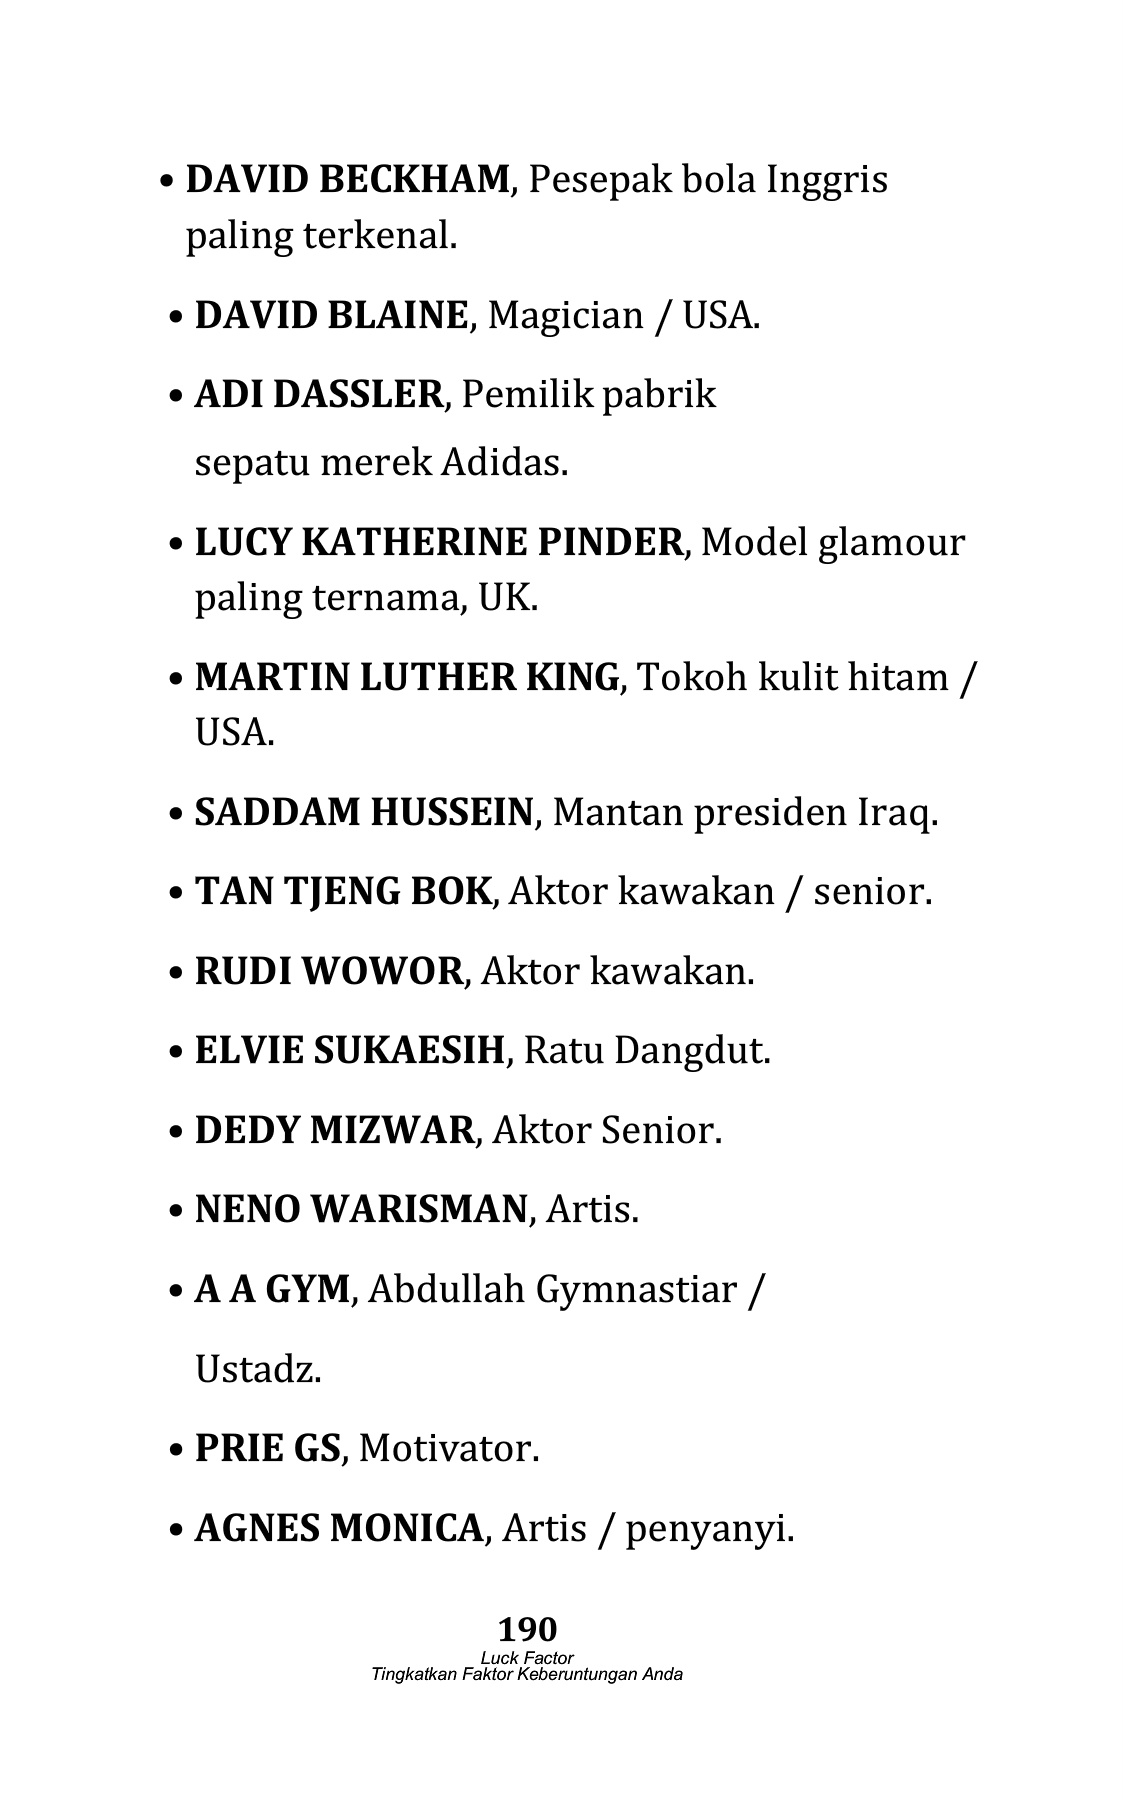 • DAVID BECKHAM, Pesepak bola Inggris
paling terkenal.
• DAVID BLAINE, Magician / USA.
• ADI DASSLER, Pemilik pabrik
sepatu merek Adidas.
• LUCY KATHERINE PINDER, Model glamour
paling ternama, UK.
• MARTIN LUTHER KING, Tokoh kulit hitam /
USA.
• SADDAM HUSSEIN, Mantan presiden Iraq.
• TAN TJENG BOK, Aktor kawakan / senior.
• RUDI WOWOR, Aktor kawakan.
• ELVIE SUKAESIH, Ratu Dangdut.
• DEDY MIZWAR, Aktor Senior.
• NENO WARISMAN, Artis.
• A A GYM, Abdullah Gymnastiar /
Ustadz.
• PRIE GS, Motivator.
• AGNES MONICA, Artis / penyanyi.
190
Luck Factor
Tingkatkan Faktor Keberuntungan Anda